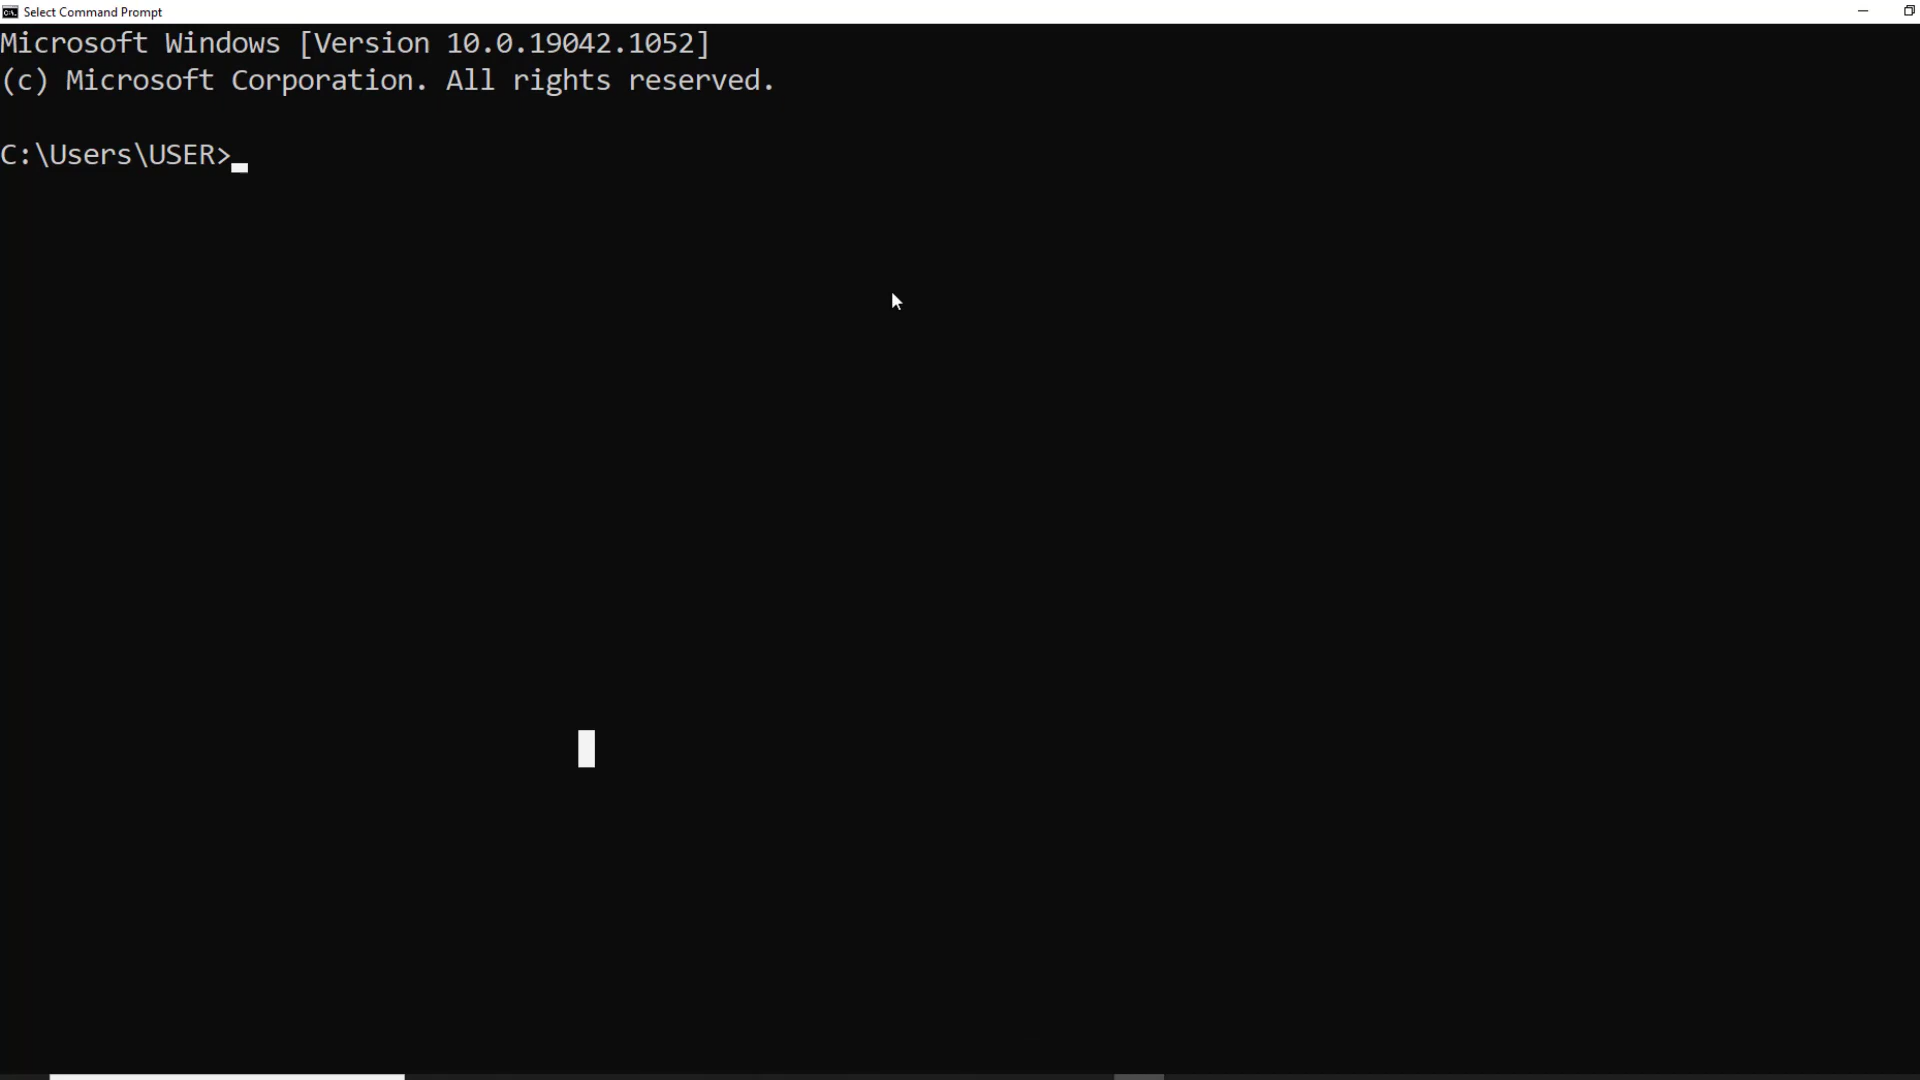 Select Command Prompt
Microsoft Windows [Version 10.0.19042.1052]
(c) Microsoft Corporation. All rights reserved.
C:\Users\USER>